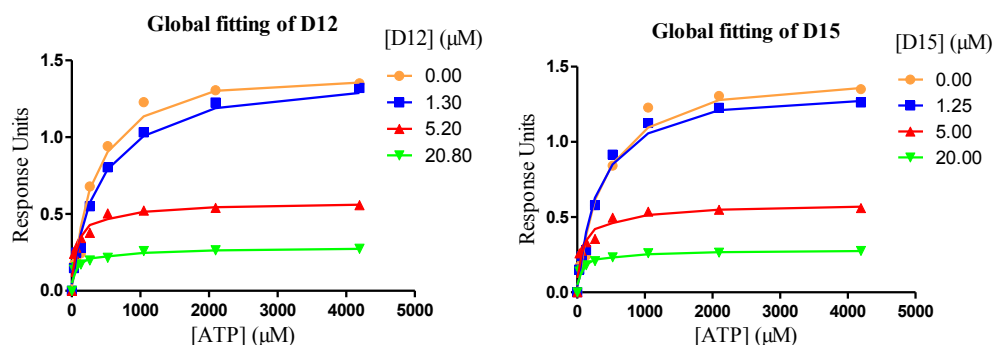 Global fitting of D12
[D12] (μM)
0.00
1.30
5.20
20.80
Response Units
1.5
1.0
0.5
0.0
0 1000 2000 3000 4000 5000
[ATP] (μM)
Global fitting of D15
[D15] (μM)
0.00
1.25
5.00
20.00
Response Units
1.5
1.0
0.5
0.0
0 1000 2000 3000 4000 5000
[ATP] (μM)